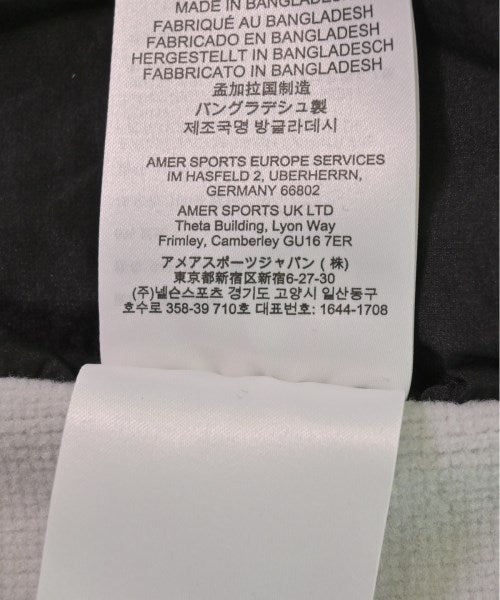 MADE IN BANGLADESH
FABRIQUÉ AU BANGLADESH
FABRICADO EN BANGLADESH
HERGESTELLT IN BANGLADESCH
FABBRICATO IN BANGLADESH
孟加拉国制造
バングラデシュ製
제조국명 방글라데시
AMER SPORTS EUROPE SERVICES
IM HASFELD 2, UBERHERRN,
GERMANY 66802
AMER SPORTS UK LTD
Theta Building, Lyon Way
Frimley, Camberley GU16 7ER
アメアスポーツジャパン (株)
東京都新宿区新宿6-27-30
(주)넬슨스포츠 경기도 고양시 일산동구
호수로 358-39 710호 대표번호: 1644-1708